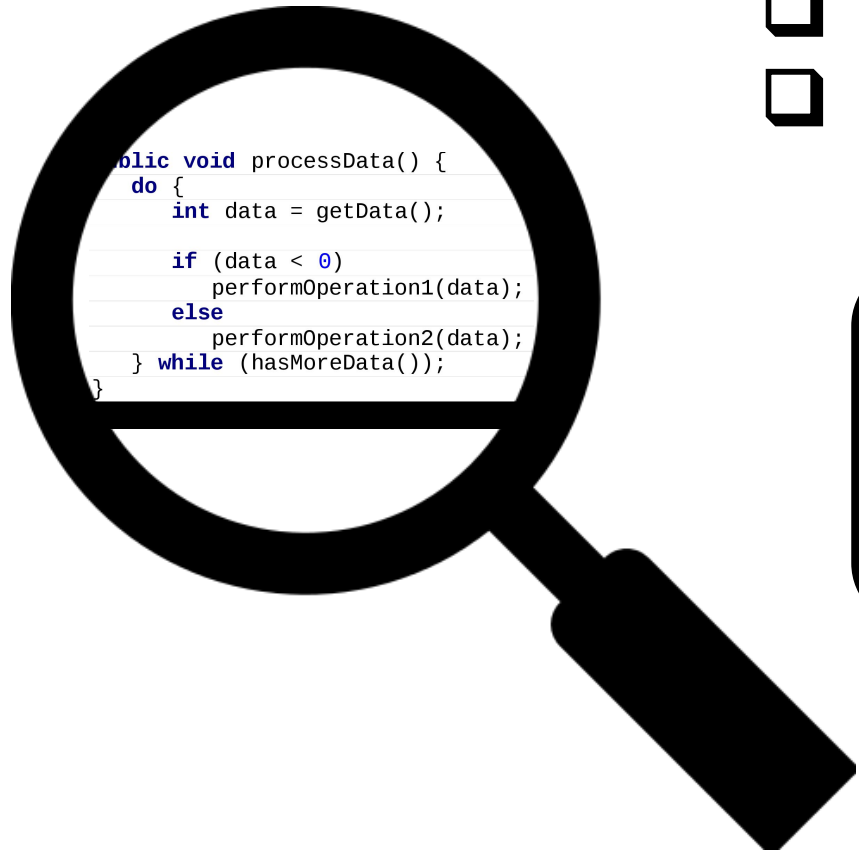 blic void processData() {
do {
int data = getData();
if (data < 0)
performOperation1(data);
else
performOperation2(data);
} while (hasMoreData());
}